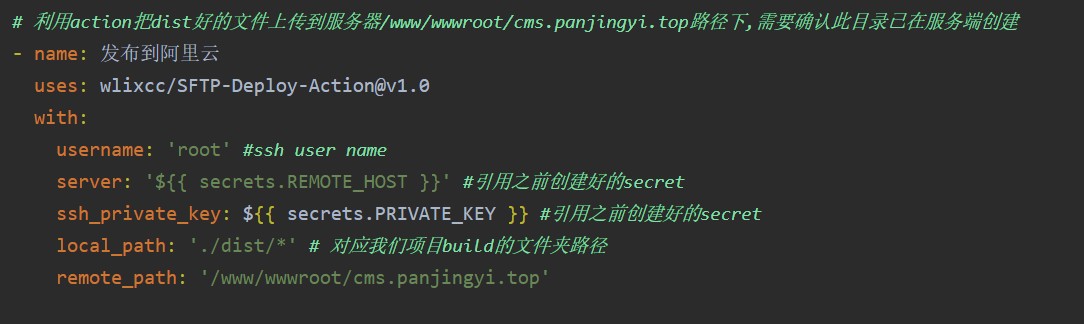 # 利用action把dist好的文件上传到服务器/www/wwwroot/cms.panjingyi.top路径下,需要确认此目录已在服务端创建
- name: 发布到阿里云
  uses: wlixcc/SFTP-Deploy-Action@v1.0
  with:
    username: 'root' #ssh user name
    server: '${{ secrets.REMOTE_HOST }}' #引用之前创建好的secret
    ssh_private_key: ${{ secrets.PRIVATE_KEY }} #引用之前创建好的secret
    local_path: './dist/*' # 对应我们项目build的文件夹路径
    remote_path: '/www/wwwroot/cms.panjingyi.top'